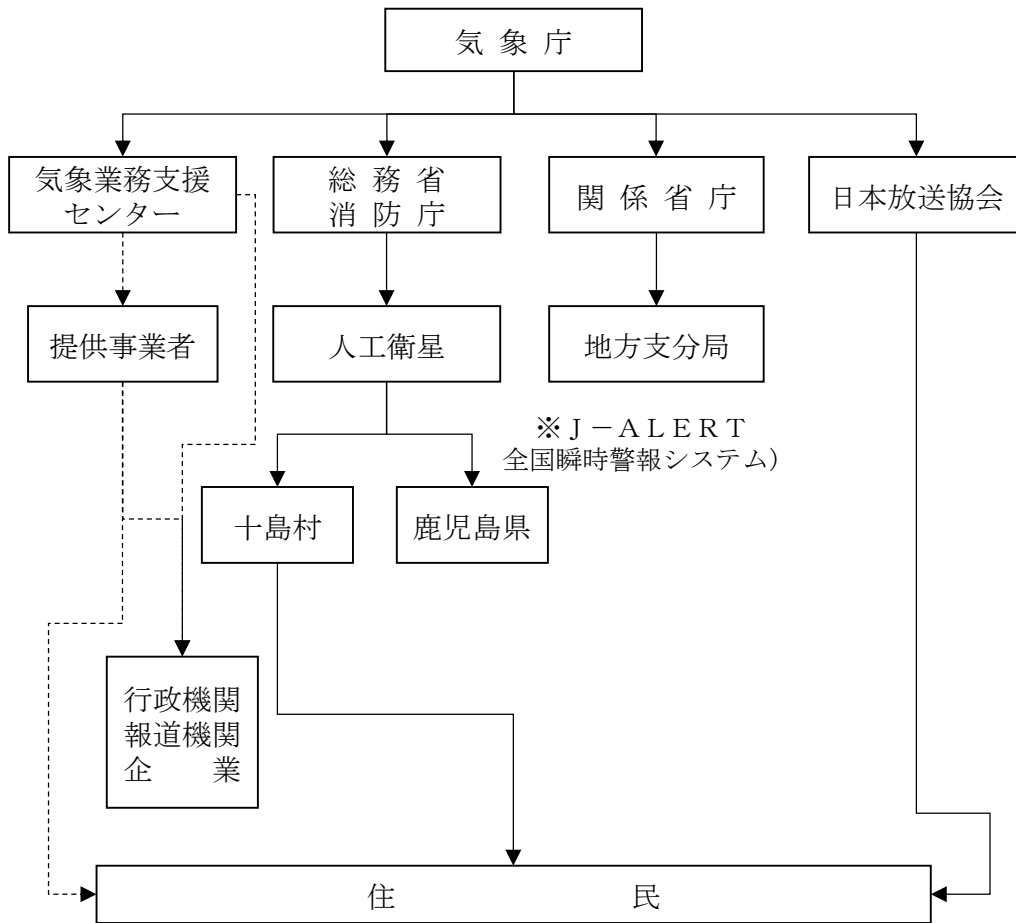 気象庁
気象業務支援
センター
総務省
消防庁
関係省庁
日本放送協会
提供事業者
人工衛星
地方支分局
※J－ALERT
全国瞬時警報システム）
十島村
鹿児島県
行政機関
報道機関
企業
住民